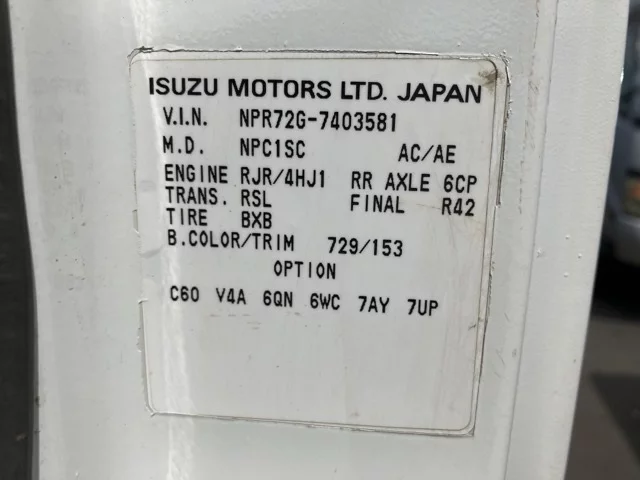 ISUZU MOTORS LTD. JAPAN
V.I.N. NPR72G-7403581
M.D. NPC1SC AC/AE
ENGINE RJR/4HJ1 RR AXLE 6CP
TRANS. RSL FINAL R42
TIRE BXB
B.COLOR/TRIM 729/153
OPTION
C60 V4A 6QN 6WC 7AY 7UP